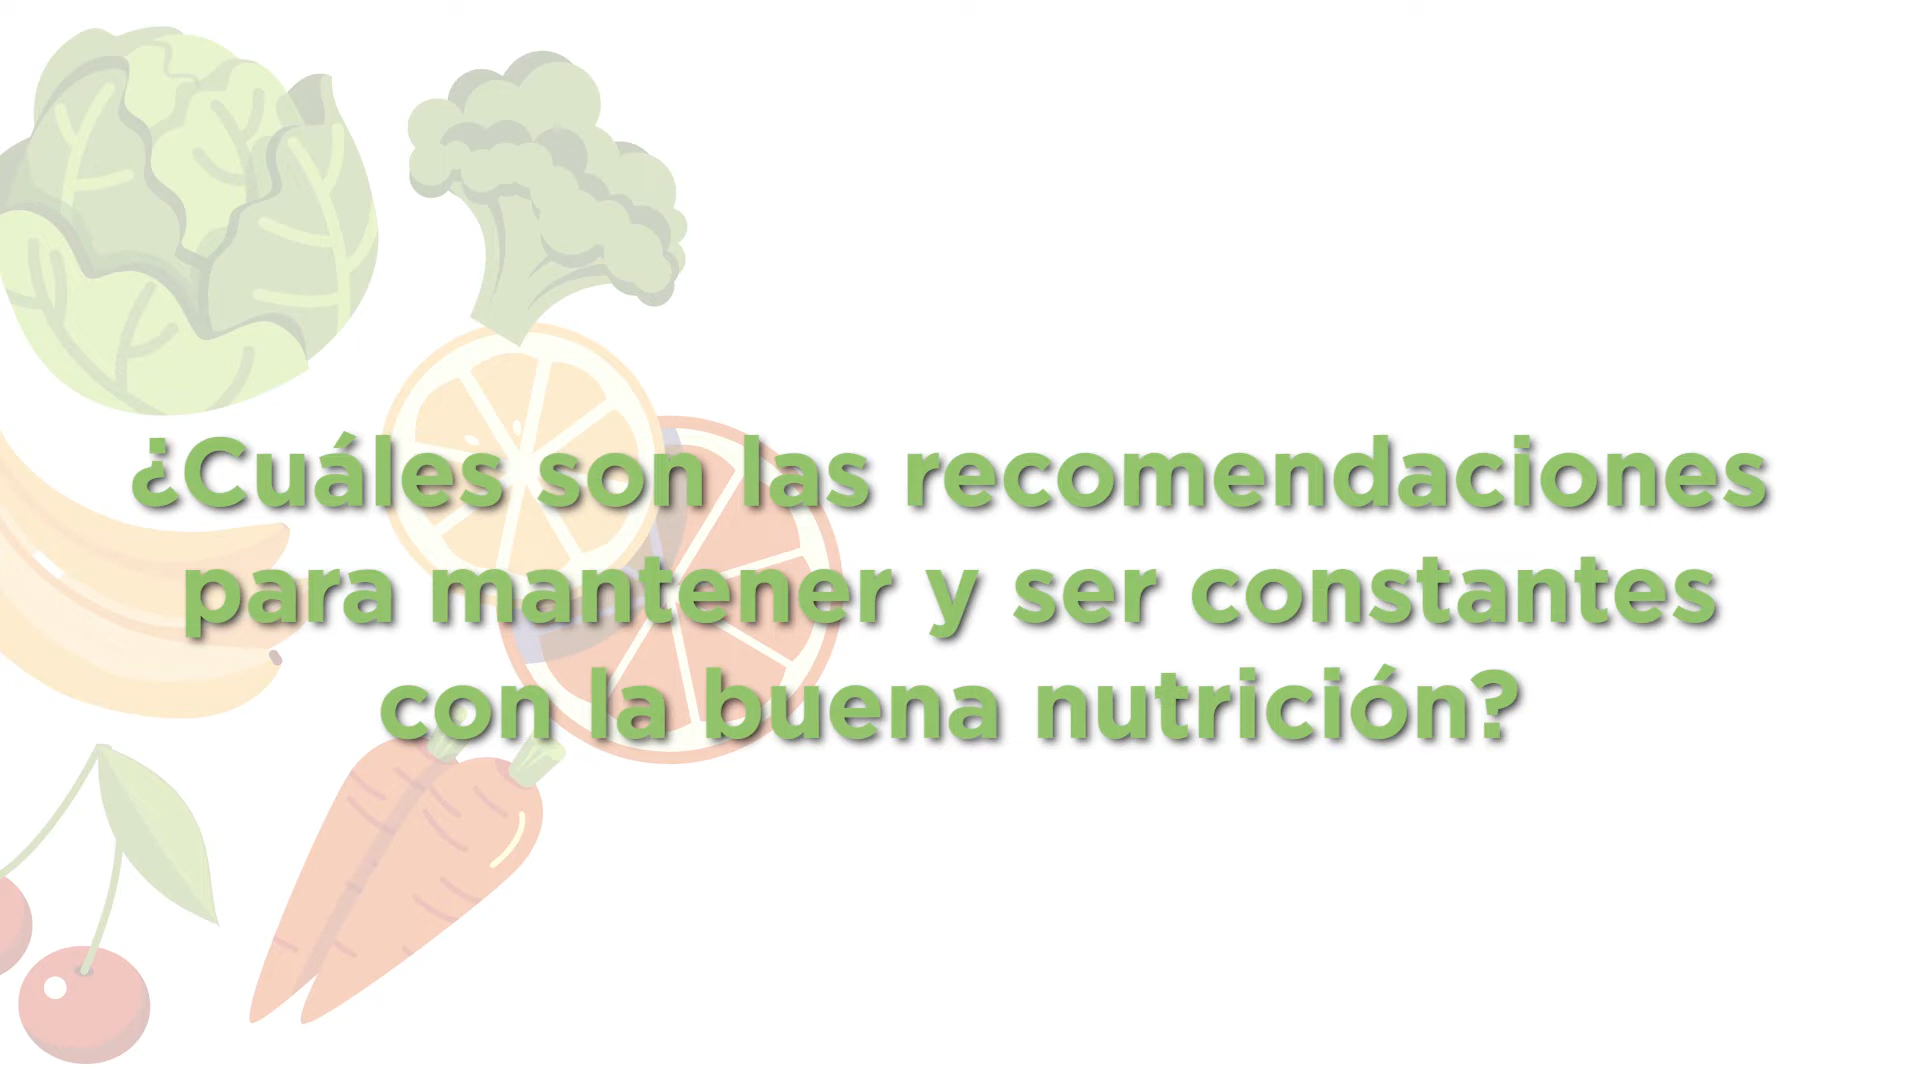 ¿Cuáles son las recomendaciones
para mantener y ser constantes
con la buena nutrición?